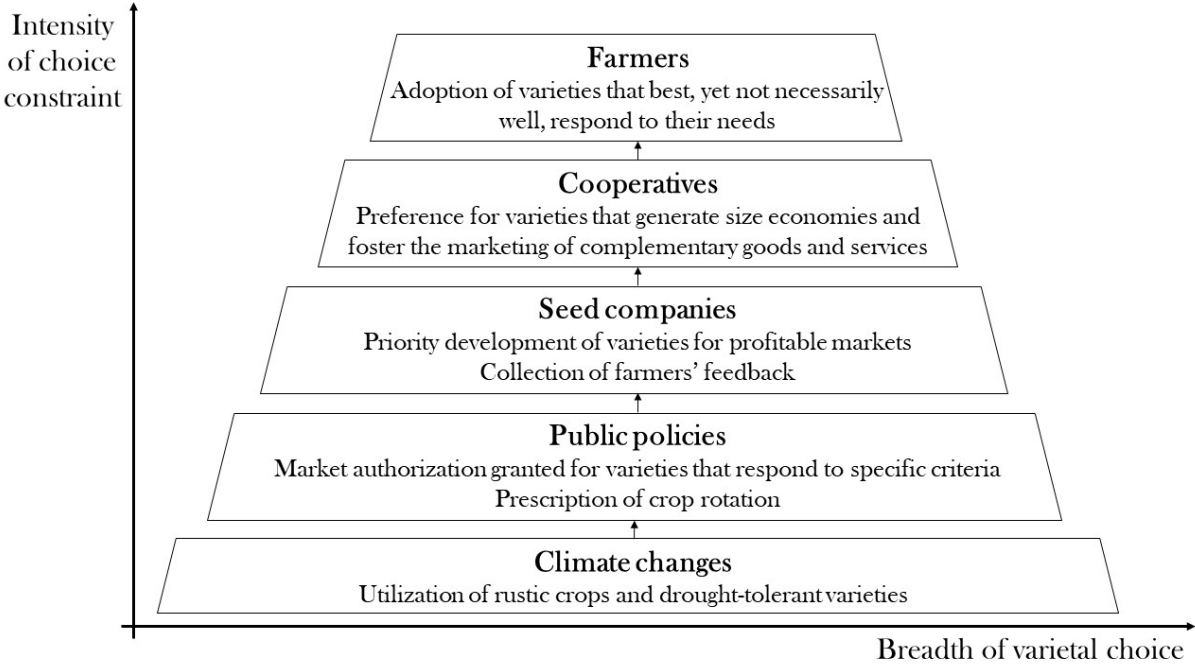 Intensity
of choice
constraint
Farmers
Adoption of varieties that best, yet not necessarily
well, respond to their needs
Cooperatives
Preference for varieties that generate size economies and
foster the marketing of complementary goods and services
Seed companies
Priority development of varieties for profitable markets
Collection of farmers’ feedback
Public policies
Market authorization granted for varieties that respond to specific criteria
Prescription of crop rotation
Climate changes
Utilization of rustic crops and drought-tolerant varieties
Breadth of varietal choice